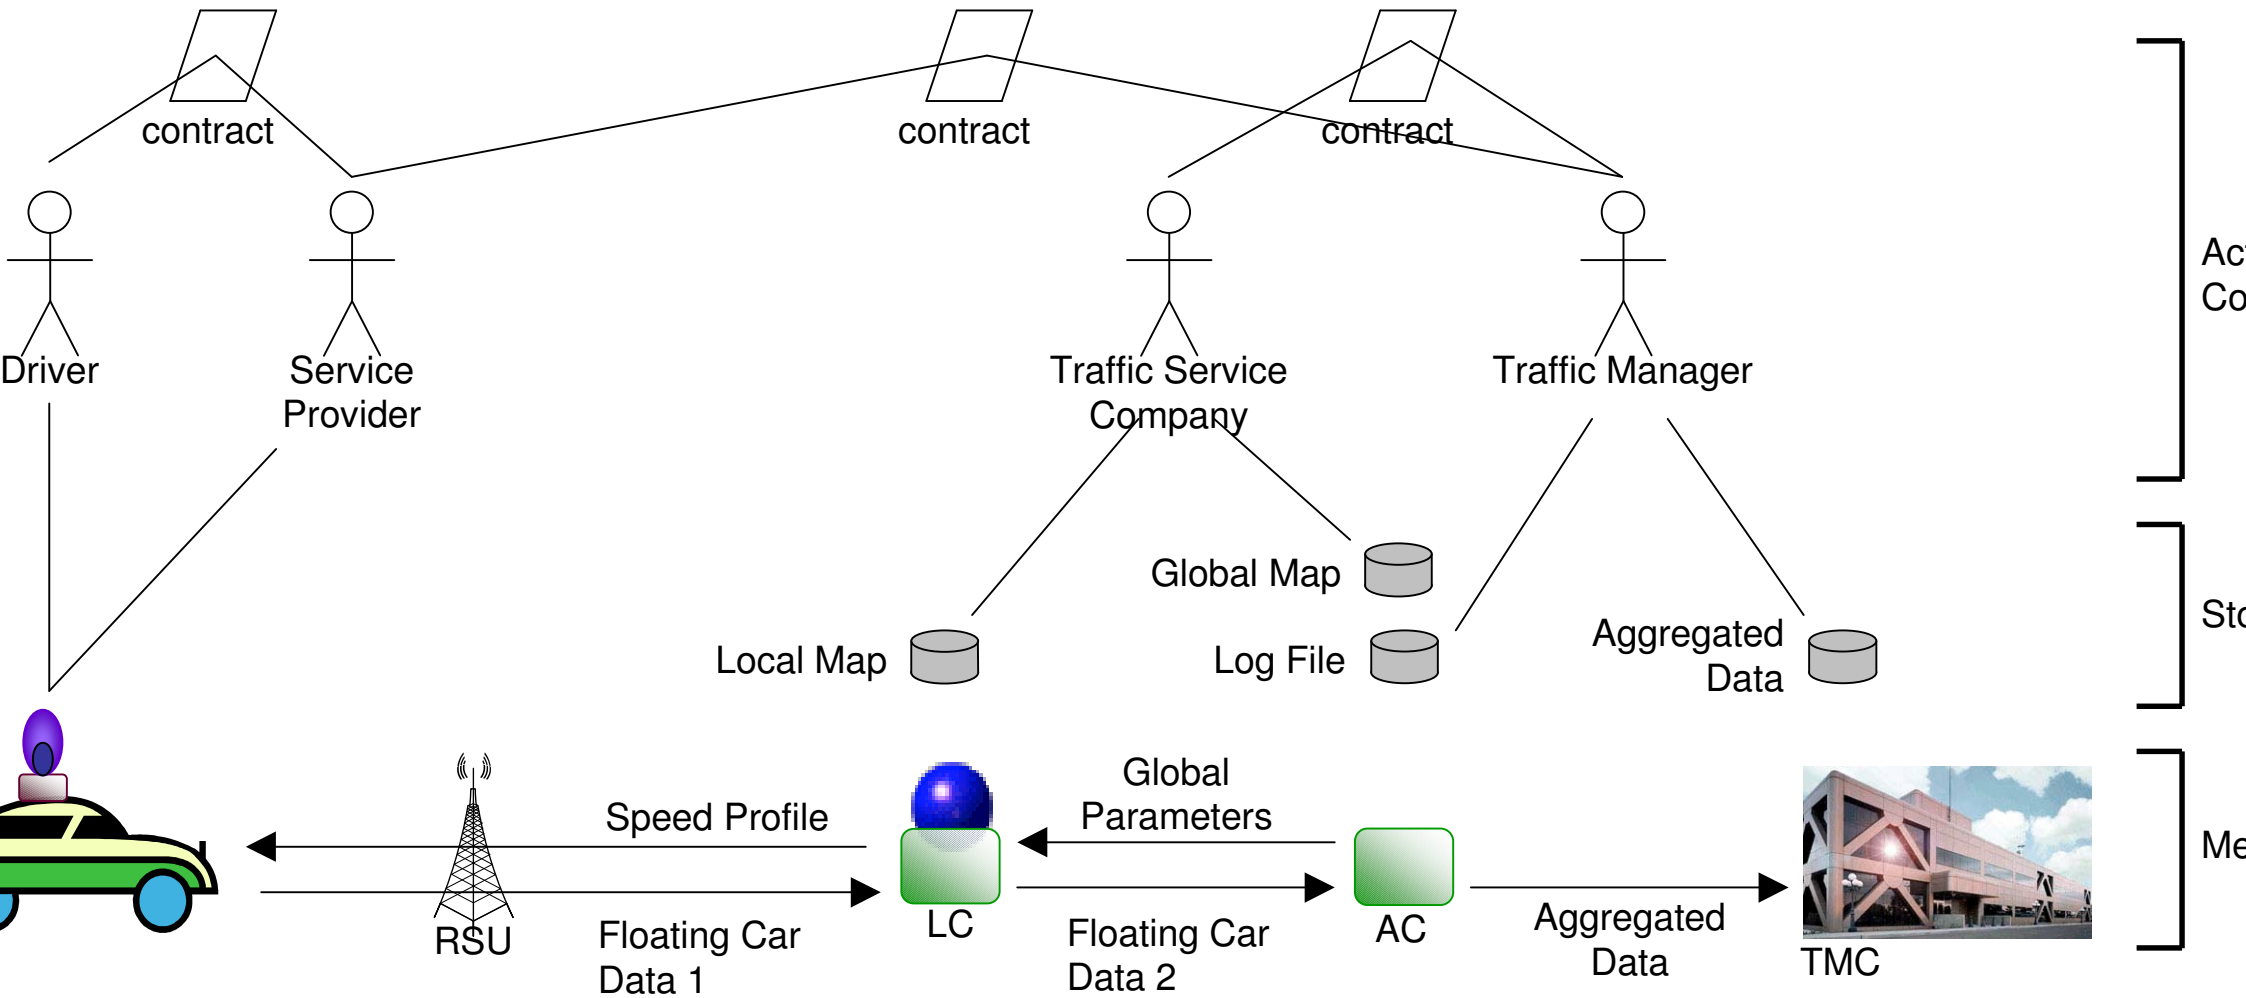 contract
contract
contract
Driver
Service
Provider
Traffic Service
Company
Traffic Manager
Global Map
Local Map
Log File
Aggregated
Data
Speed Profile
Global
Parameters
RSU
Floating Car
Data 1
LC
Floating Car
Data 2
AC
Aggregated
Data
TMC